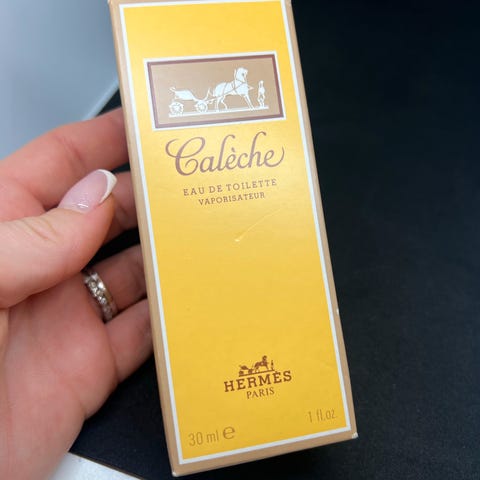 Calèche
EAU DE TOILETTE
VAPORISATEUR
HERMÈS
PARIS
30 ml ℮
1 fl.oz.